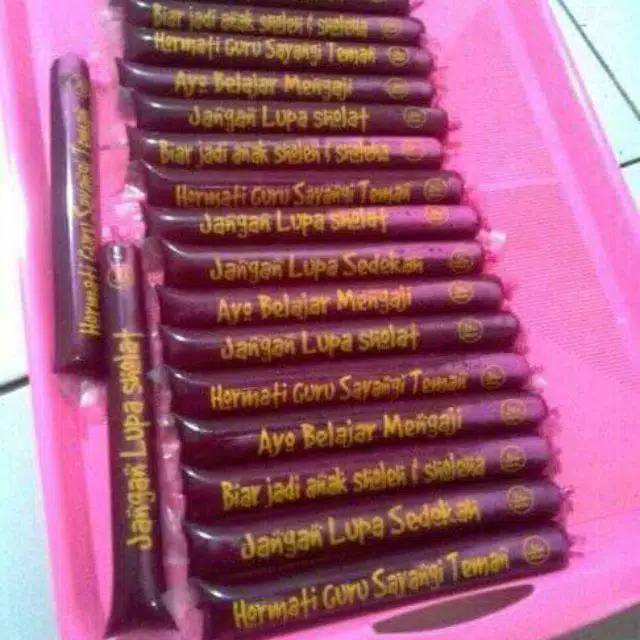 Biar jadi anak sholeh / sholeha
Hormati Guru Sayangi Teman
Ayo Belajar Mengaji
Jangan Lupa sholat
Biar jadi anak sholeh / sholeha
Hormati Guru Sayangi Teman
Jangan Lupa sholat
Jangan Lupa Sedekah
Ayo Belajar Mengaji
Jangan Lupa sholat
Hormati Guru Sayangi Teman
Ayo Belajar Mengaji
Biar jadi anak sholeh / sholeha
Jangan Lupa Sedekah
Hormati Guru Sayangi Teman
Hormati Guru Sayangi Teman
Jangan Lupa sholat